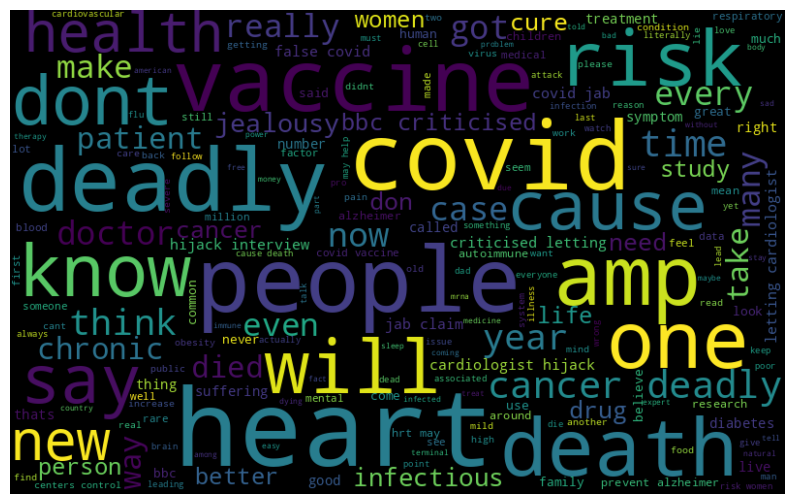 cardiovascular
health
really
got
women
cure
treatment
two
told
condition
respiratory
getting
false covid
human
must
cell
children
literally
lie
love
much
make
vaccine
risk
said
virus
medical
problem
bad
please
body
american
didnt
made
attack
every
dont
jealousy
bbc criticised
covid jab
infection
reason
great
symptom
therapy
flu
power
still
patient
number
covid
last
without
sad
right
time
work
watch
lot
care
back
follow
free
factor
may help
seem
study
many
deadly
money
part
pro
pain
due
sure
mean
yet
million
alzheimer
don
case
cause
blood
doctor
cancer
now
called
something
need
feel
data
hijack interview
autoimmune
criticised letting
want
take
letting cardiologist
first
know
cause death
covid vaccine
old
dad
everyone
lead
stay
maybe
read
look
someone
common
people
talk
mrna
illness
amp
one
cant
think
even
immune
system
medicine
life
always
chronic
never
actually
jab claim
year
wrong
obesity
sleep
issue
coming
mind
keep
poor
public
died
cardiologist hijack
say
thing
suffering
fact
dead
infected
associated
cancer deadly
well
thats
mental
come
will
drug
believe
expert
research
diabetes
country
increase
rare
dying
treat
use
around
real
way
heart
hrt may
see
mild
another
die
death
food
give
tell
new
brain
easy
high
natural
person
bbc
better
good
among
terminal
point
infectious
family
prevent alzheimer
live
man
find
centers control
leading
risk women